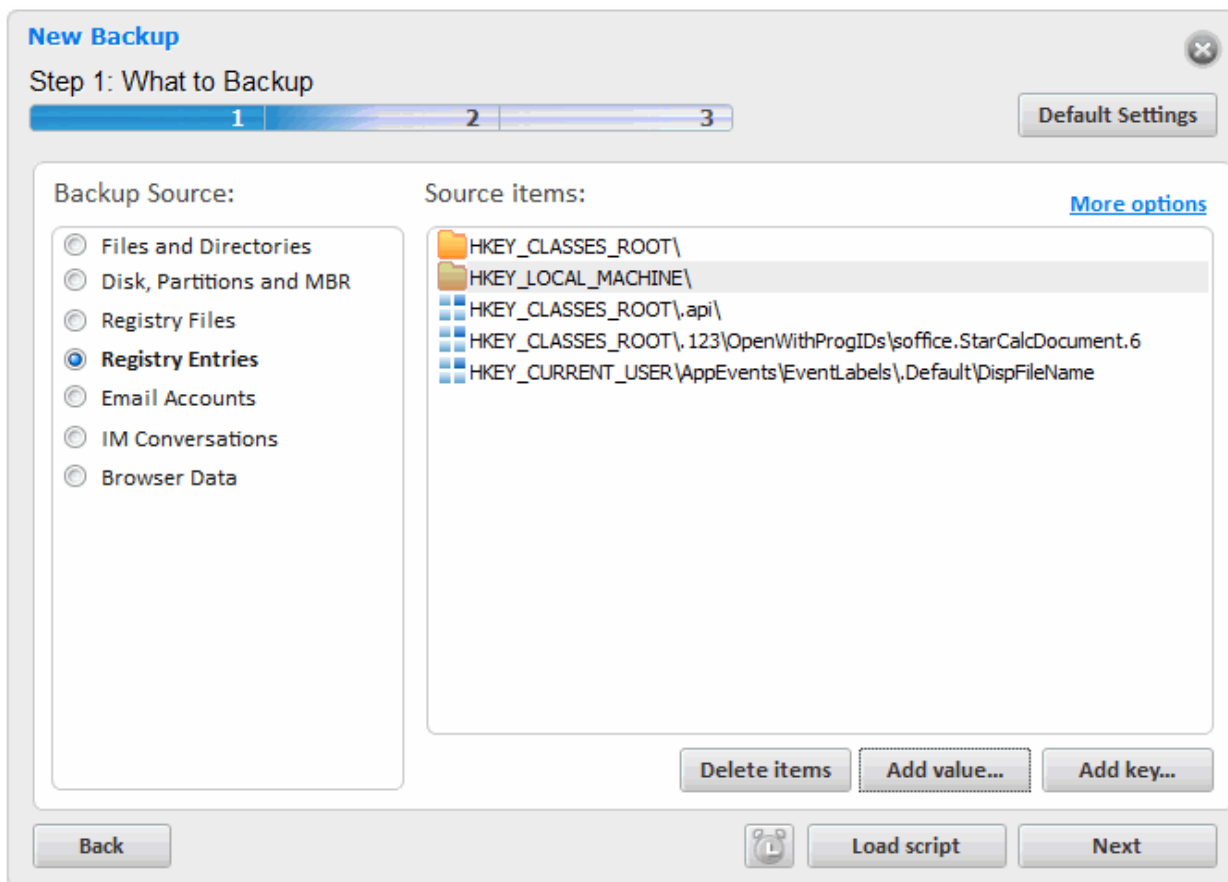 New Backup
Step 1: What to Backup
1 2 3
Default Settings
Backup Source:
Source items:
More options
Files and Directories
Disk, Partitions and MBR
Registry Files
Registry Entries
Email Accounts
IM Conversations
Browser Data
HKEY_CLASSES_ROOT\
HKEY_LOCAL_MACHINE\
HKEY_CLASSES_ROOT\.api\
HKEY_CLASSES_ROOT\.123\OpenWithProgIDs\soffice.StarCalcDocument.6
HKEY_CURRENT_USER\AppEvents\EventLabels\.Default\DispFileName
Delete items
Add value...
Add key...
Back
Load script
Next